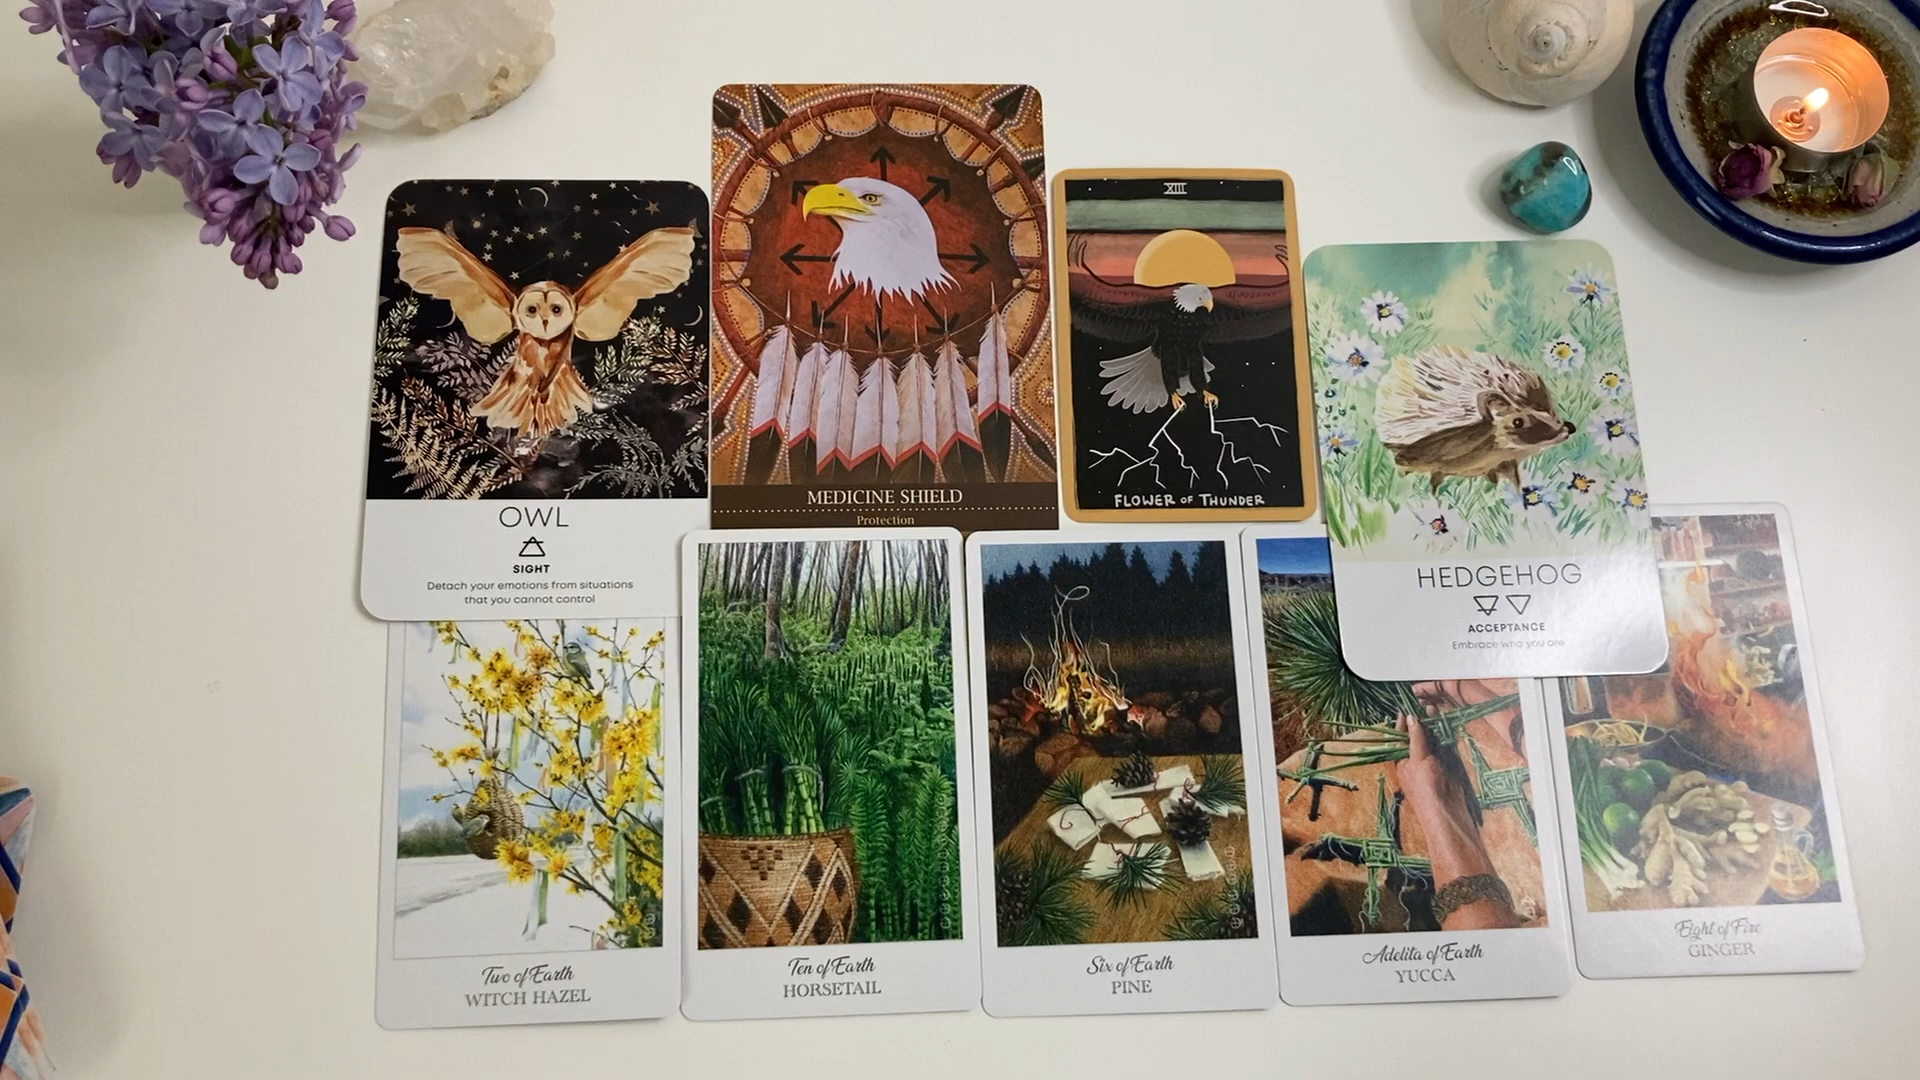 OWL
SIGHT
Detach your emotions from situations
that you cannot control
MEDICINE SHIELD
Protection
XIII
FLOWER OF THUNDER
HEDGEHOG
ACCEPTANCE
Embrace who you are
Two of Earth
WITCH HAZEL
Ten of Earth
HORSETAIL
Six of Earth
PINE
Adelita of Earth
YUCCA
Eight of Fire
GINGER